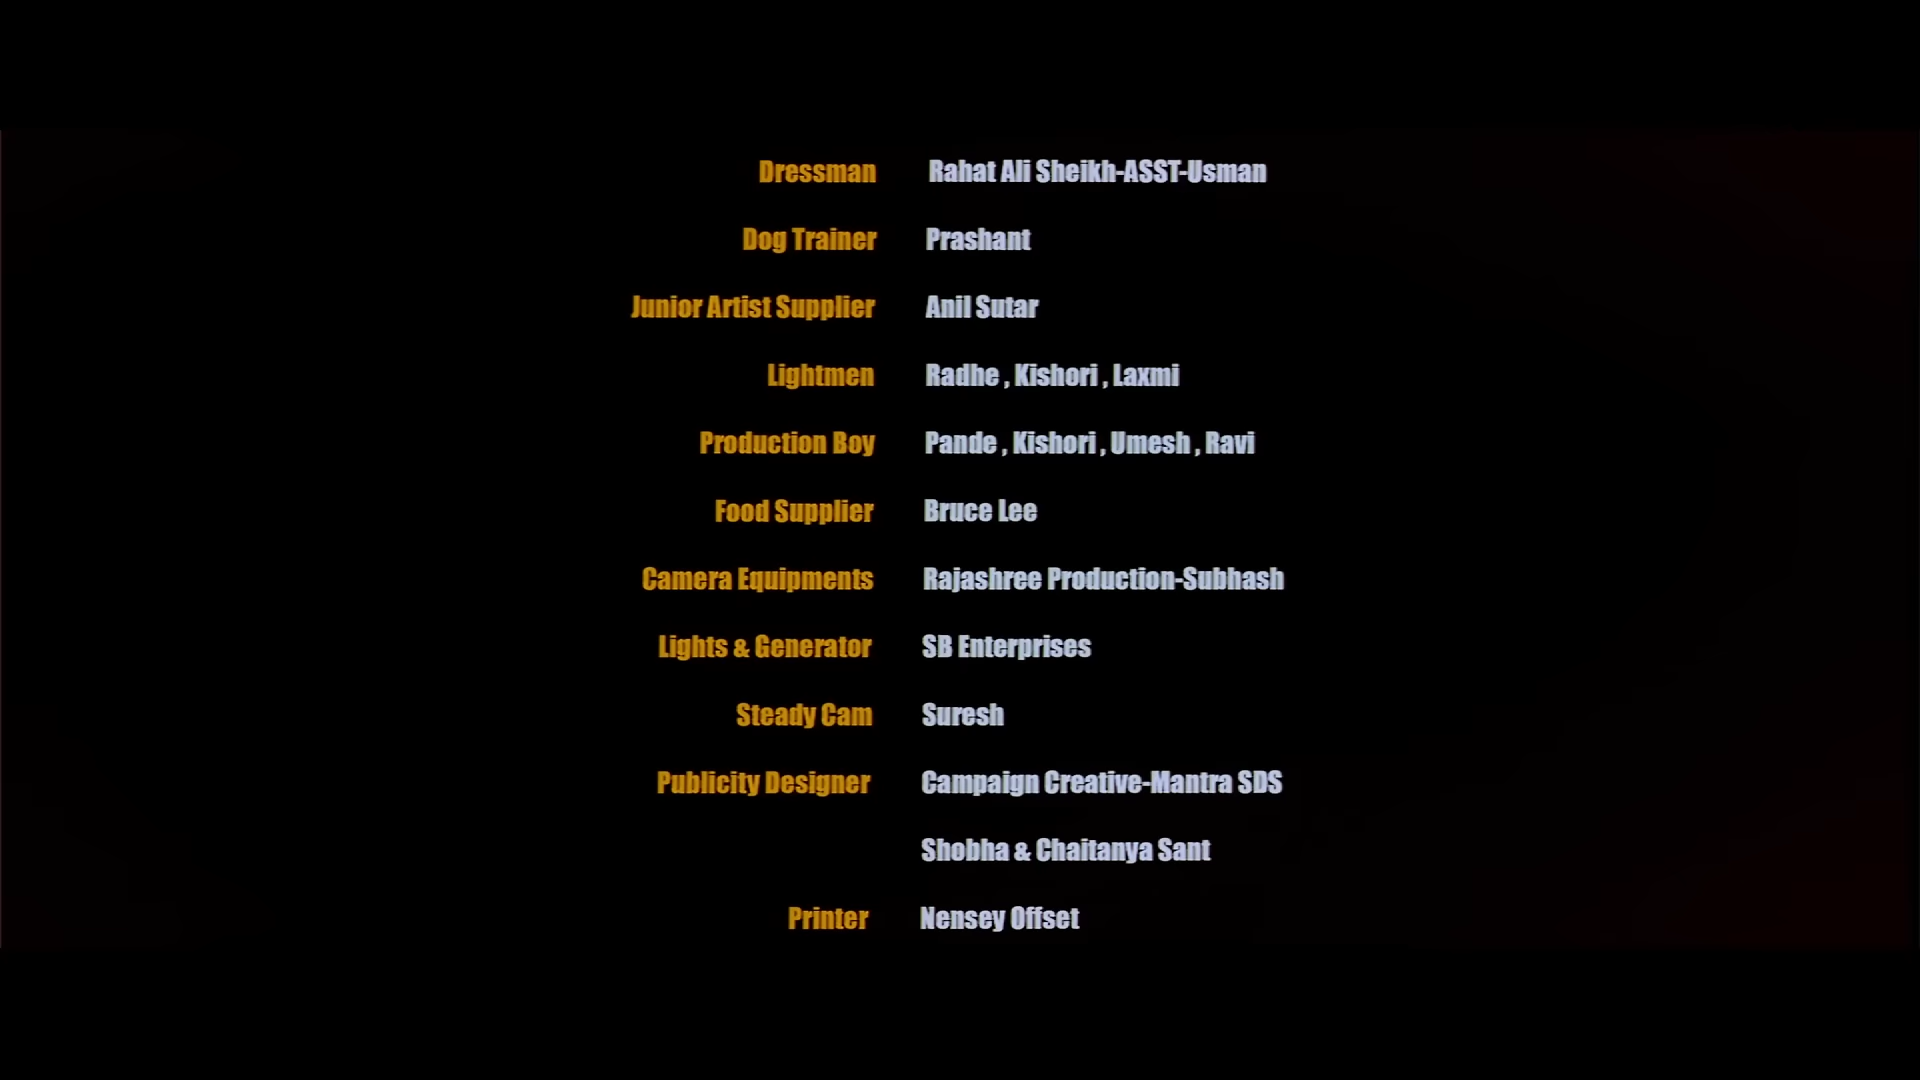 Dressman Rahat Ali Sheikh-ASST-Usman
Dog Trainer Prashant
Junior Artist Supplier Anil Sutar
Lightmen Radhe , Kishori , Laxmi
Production Boy Pande , Kishori , Umesh , Ravi
Food Supplier Bruce Lee
Camera Equipments Rajashree Production-Subhash
Lights & Generator SB Enterprises
Steady Cam Suresh
Publicity Designer Campaign Creative-Mantra SDS
Shobha & Chaitanya Sant
Printer Nensey Offset